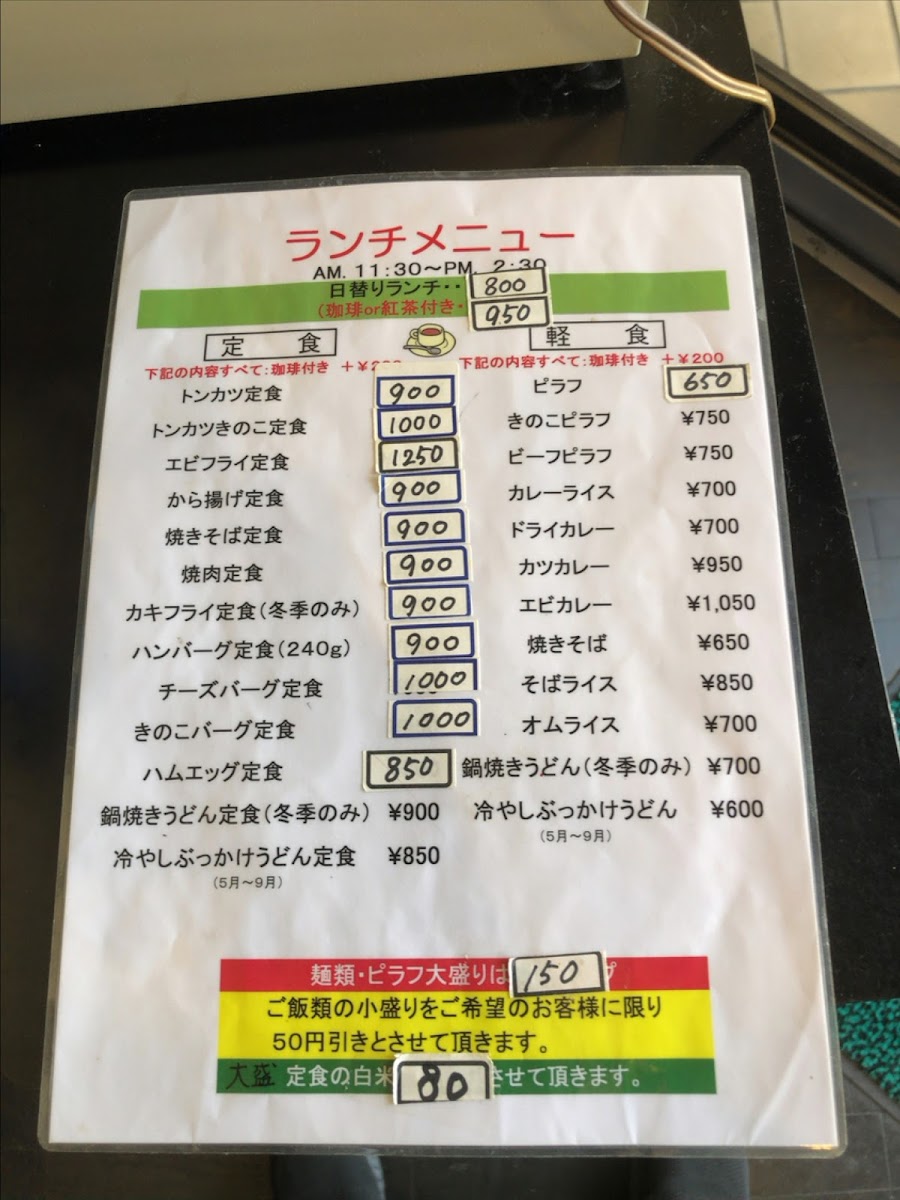 ランチメニュー
AM. 11:30～PM. 2:30
日替りランチ・・ 800
(珈琲or紅茶付き・ 950
定食
下記の内容すべて:珈琲付き ＋¥200
トンカツ定食 900
トンカツきのこ定食 1000
エビフライ定食 1250
から揚げ定食 900
焼きそば定食 900
焼肉定食 900
カキフライ定食(冬季のみ) 900
ハンバーグ定食(240g) 900
チーズバーグ定食 1000
きのこバーグ定食 1000
ハムエッグ定食 850
鍋焼きうどん定食(冬季のみ) ¥900
冷やしぶっかけうどん定食 ¥850
(5月～9月)
軽食
下記の内容すべて:珈琲付き ＋¥200
ピラフ 650
きのこピラフ ¥750
ビーフピラフ ¥750
カレーライス ¥700
ドライカレー ¥700
カツカレー ¥950
エビカレー ¥1,050
焼きそば ¥650
そばライス ¥850
オムライス ¥700
鍋焼きうどん(冬季のみ) ¥700
冷やしぶっかけうどん ¥600
(5月～9月)
麺類・ピラフ大盛りは 150 プ
ご飯類の小盛りをご希望のお客様に限り
50円引きとさせて頂きます。
大盛 定食の白米 80 させて頂きます。